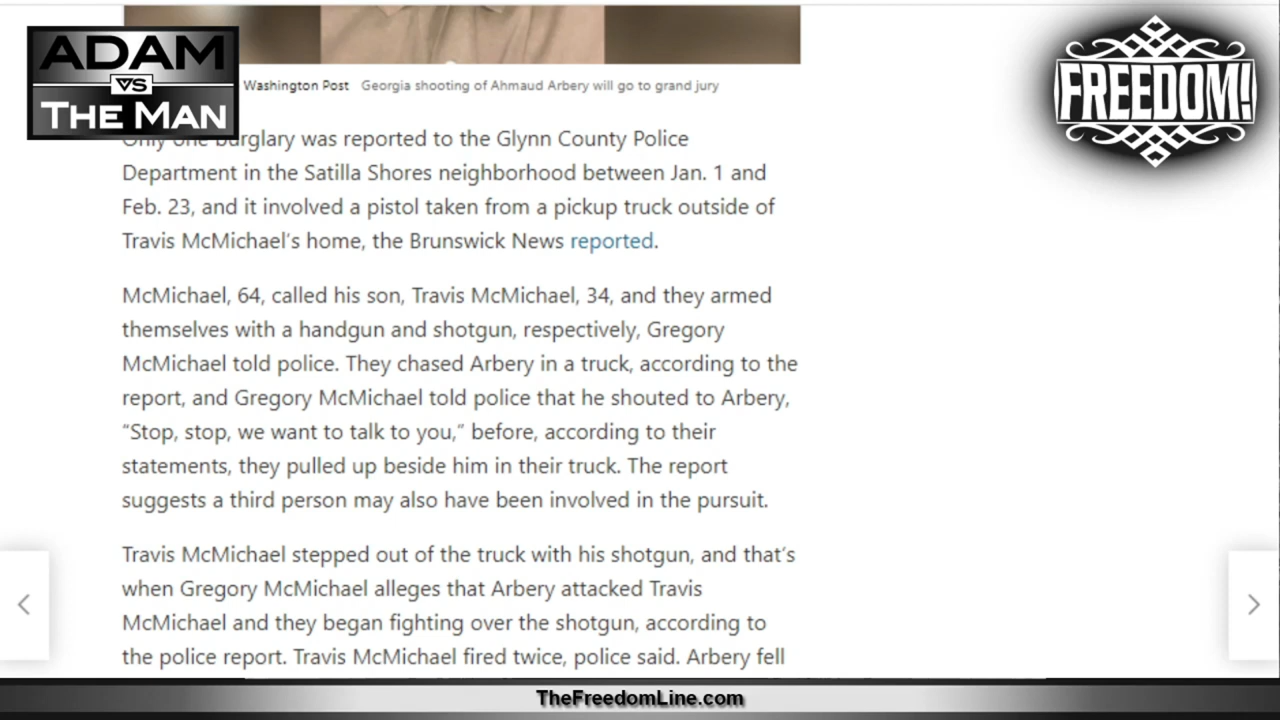 ADAM
VS
THE MAN
FREEDOM!
Washington Post Georgia shooting of Ahmaud Arbery will go to grand jury
Only one burglary was reported to the Glynn County Police
Department in the Satilla Shores neighborhood between Jan. 1 and
Feb. 23, and it involved a pistol taken from a pickup truck outside of
Travis McMichael's home, the Brunswick News reported.
McMichael, 64, called his son, Travis McMichael, 34, and they armed
themselves with a handgun and shotgun, respectively, Gregory
McMichael told police. They chased Arbery in a truck, according to the
report, and Gregory McMichael told police that he shouted to Arbery,
“Stop, stop, we want to talk to you,” before, according to their
statements, they pulled up beside him in their truck. The report
suggests a third person may also have been involved in the pursuit.
Travis McMichael stepped out of the truck with his shotgun, and that's
when Gregory McMichael alleges that Arbery attacked Travis
McMichael and they began fighting over the shotgun, according to
the police report. Travis McMichael fired twice, police said. Arbery fell
TheFreedomLine.com